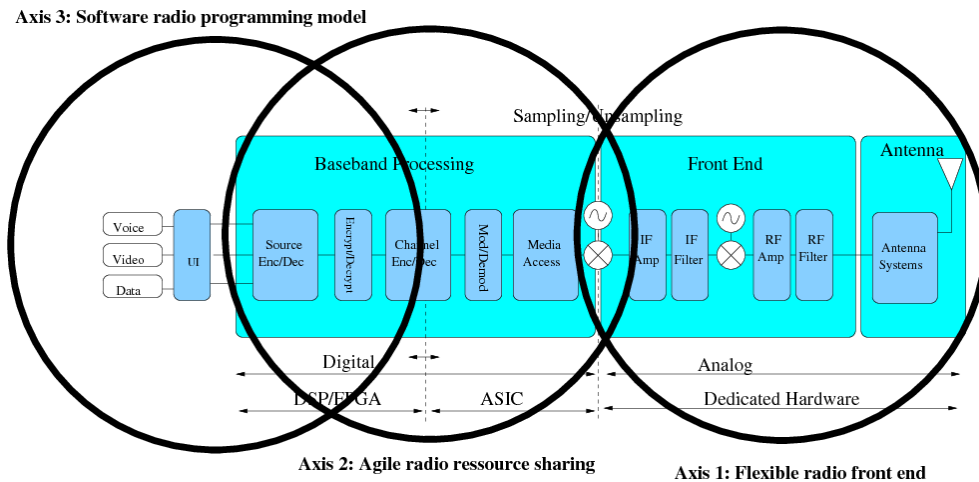 Axis 3: Software radio programming model
Sampling/Upsampling
Baseband Processing
Front End
Antenna
Voice
Video
Data
UI
Source
Enc/Dec
Encrypt/Decrypt
Channel
Enc/Dec
Mod/Demod
Media
Access
IF
Amp
IF
Filter
RF
Amp
RF
Filter
Antenna
Systems
Digital
Analog
DSP/FPGA
ASIC
Dedicated Hardware
Axis 2: Agile radio ressource sharing
Axis 1: Flexible radio front end